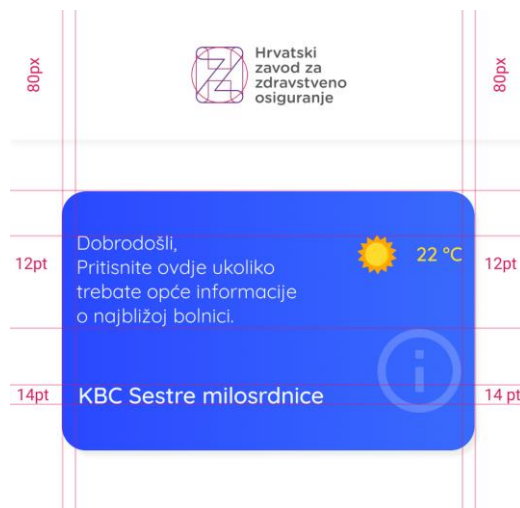 80px
80px
Hrvatski
zavod za
zdravstveno
osiguranje
Dobrodošli,
Pritisnite ovdje ukoliko
trebate opće informacije
o najbližoj bolnici.
22 °C
12pt
12pt
14pt
KBC Sestre milosrdnice
14 pt